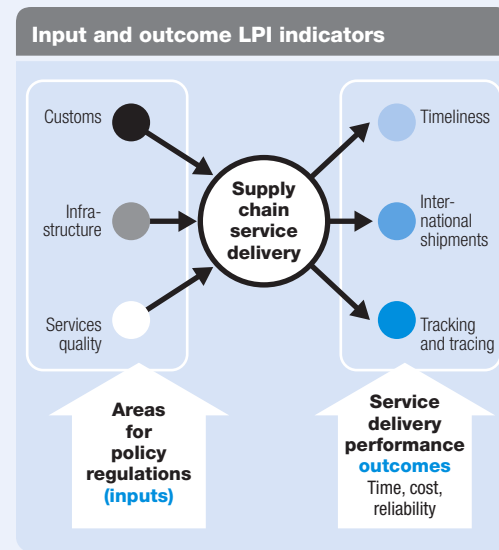 Input and outcome LPI indicators
Customs
Infra-
structure
Services
quality
Supply
chain
service
delivery
Timeliness
Inter-
national
shipments
Tracking
and tracing
Areas
for
policy
regulations
(inputs)
Service
delivery
performance
outcomes
Time, cost,
reliability